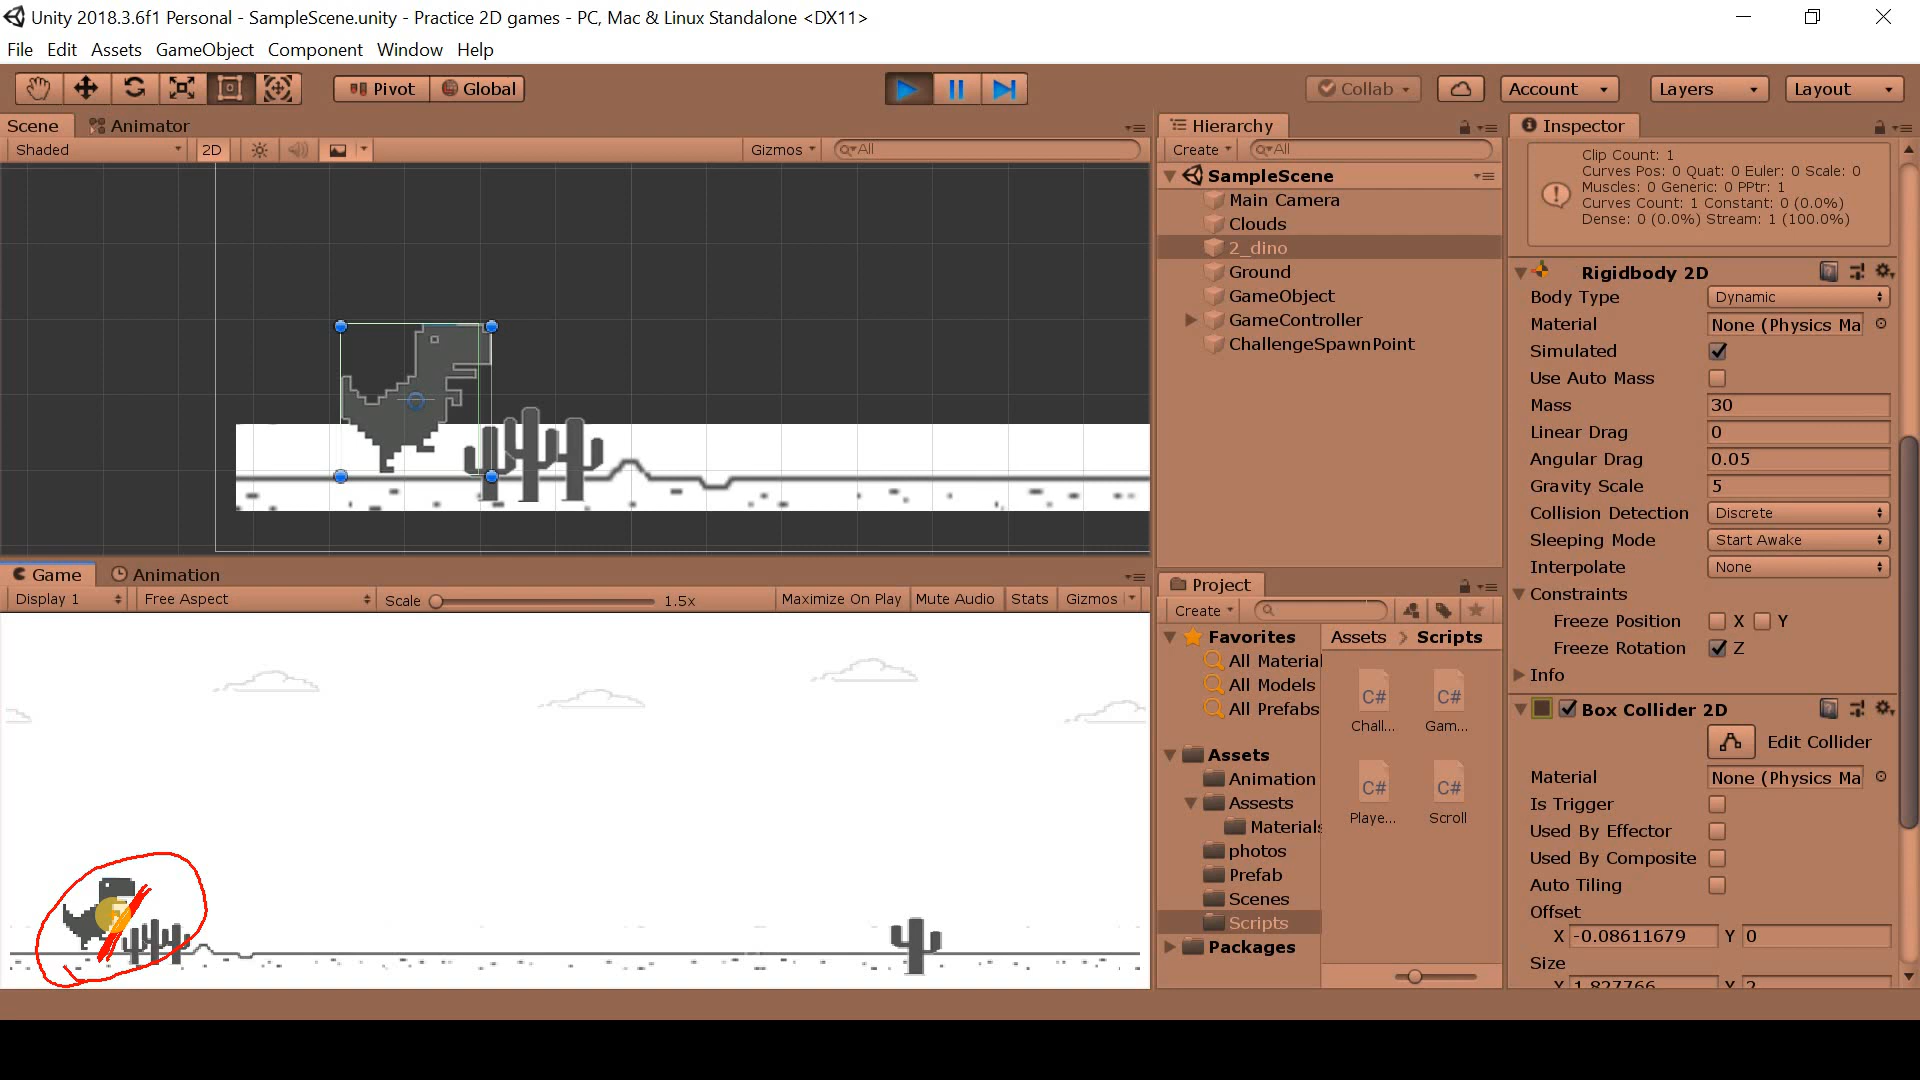 Unity 2018.3.6f1 Personal - SampleScene.unity - Practice 2D games - PC, Mac & Linux Standalone <DX11>
File Edit Assets GameObject Component Window Help
Pivot Global Collab Account Layers Layout
Scene Animator
Shaded 2D Gizmos All
Hierarchy
Create All
SampleScene
Main Camera
Clouds
2_dino
Ground
GameObject
GameController
ChallengeSpawnPoint
Game Animation
Display 1 Free Aspect Scale 1.5x Maximize On Play Mute Audio Stats Gizmos
Project
Create
Favorites
All Material
All Models
All Prefabs
Assets
Animation
Assests
Materials
photos
Prefab
Scenes
Scripts
Packages
Assets > Scripts
C# C#
Chall... Gam...
C# C#
Playe... Scroll
Inspector
Clip Count: 1
Curves Pos: 0 Quat: 0 Euler: 0 Scale: 0
Muscles: 0 Generic: 0 PPtr: 1
Curves Count: 1 Constant: 0 (0.0%)
Dense: 0 (0.0%) Stream: 1 (100.0%)
Rigidbody 2D
Body Type Dynamic
Material None (Physics Ma
Simulated
Use Auto Mass
Mass 30
Linear Drag 0
Angular Drag 0.05
Gravity Scale 5
Collision Detection Discrete
Sleeping Mode Start Awake
Interpolate None
Constraints
Freeze Position X Y
Freeze Rotation Z
Info
Box Collider 2D
Edit Collider
Material None (Physics Ma
Is Trigger
Used By Effector
Used By Composite
Auto Tiling
Offset
X -0.08611679 Y 0
Size
X 1.827766 Y 2